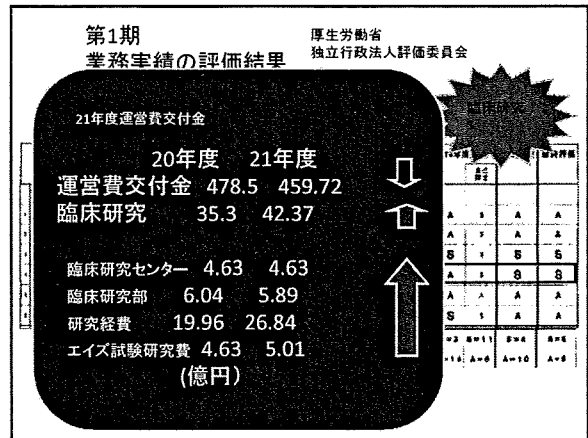 第1期
業務実績の評価結果
厚生労働省
独立行政法人評価委員会
臨床研究
21年度運営費交付金
20年度 21年度
運営費交付金 478.5 459.72
臨床研究 35.3 42.37
臨床研究センター 4.63 4.63
臨床研究部 6.04 5.89
研究経費 19.96 26.84
エイズ試験研究費 4.63 5.01
(億円)
A A A
A A A
S S S
A S S
A A A A
S A A